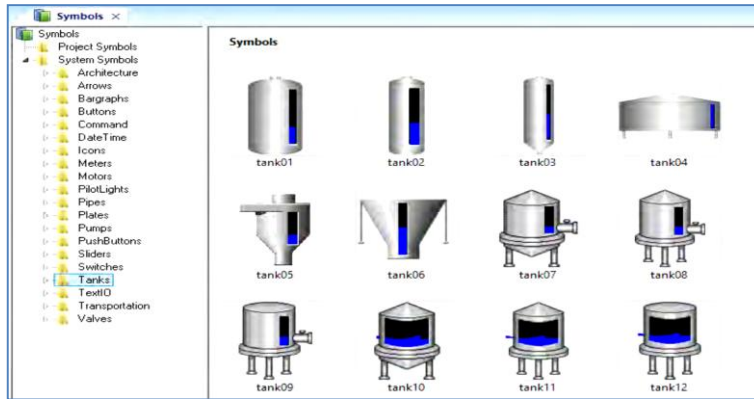 Symbols
Symbols
Project Symbols
System Symbols
Architecture
Arrows
Bargraphs
Buttons
Command
DateTime
Icons
Meters
Motors
PilotLights
Pipes
Plates
Pumps
PushButtons
Sliders
Switches
Tanks
TextIO
Transportation
Valves
Symbols
tank01 tank02 tank03 tank04
tank05 tank06 tank07 tank08
tank09 tank10 tank11 tank12